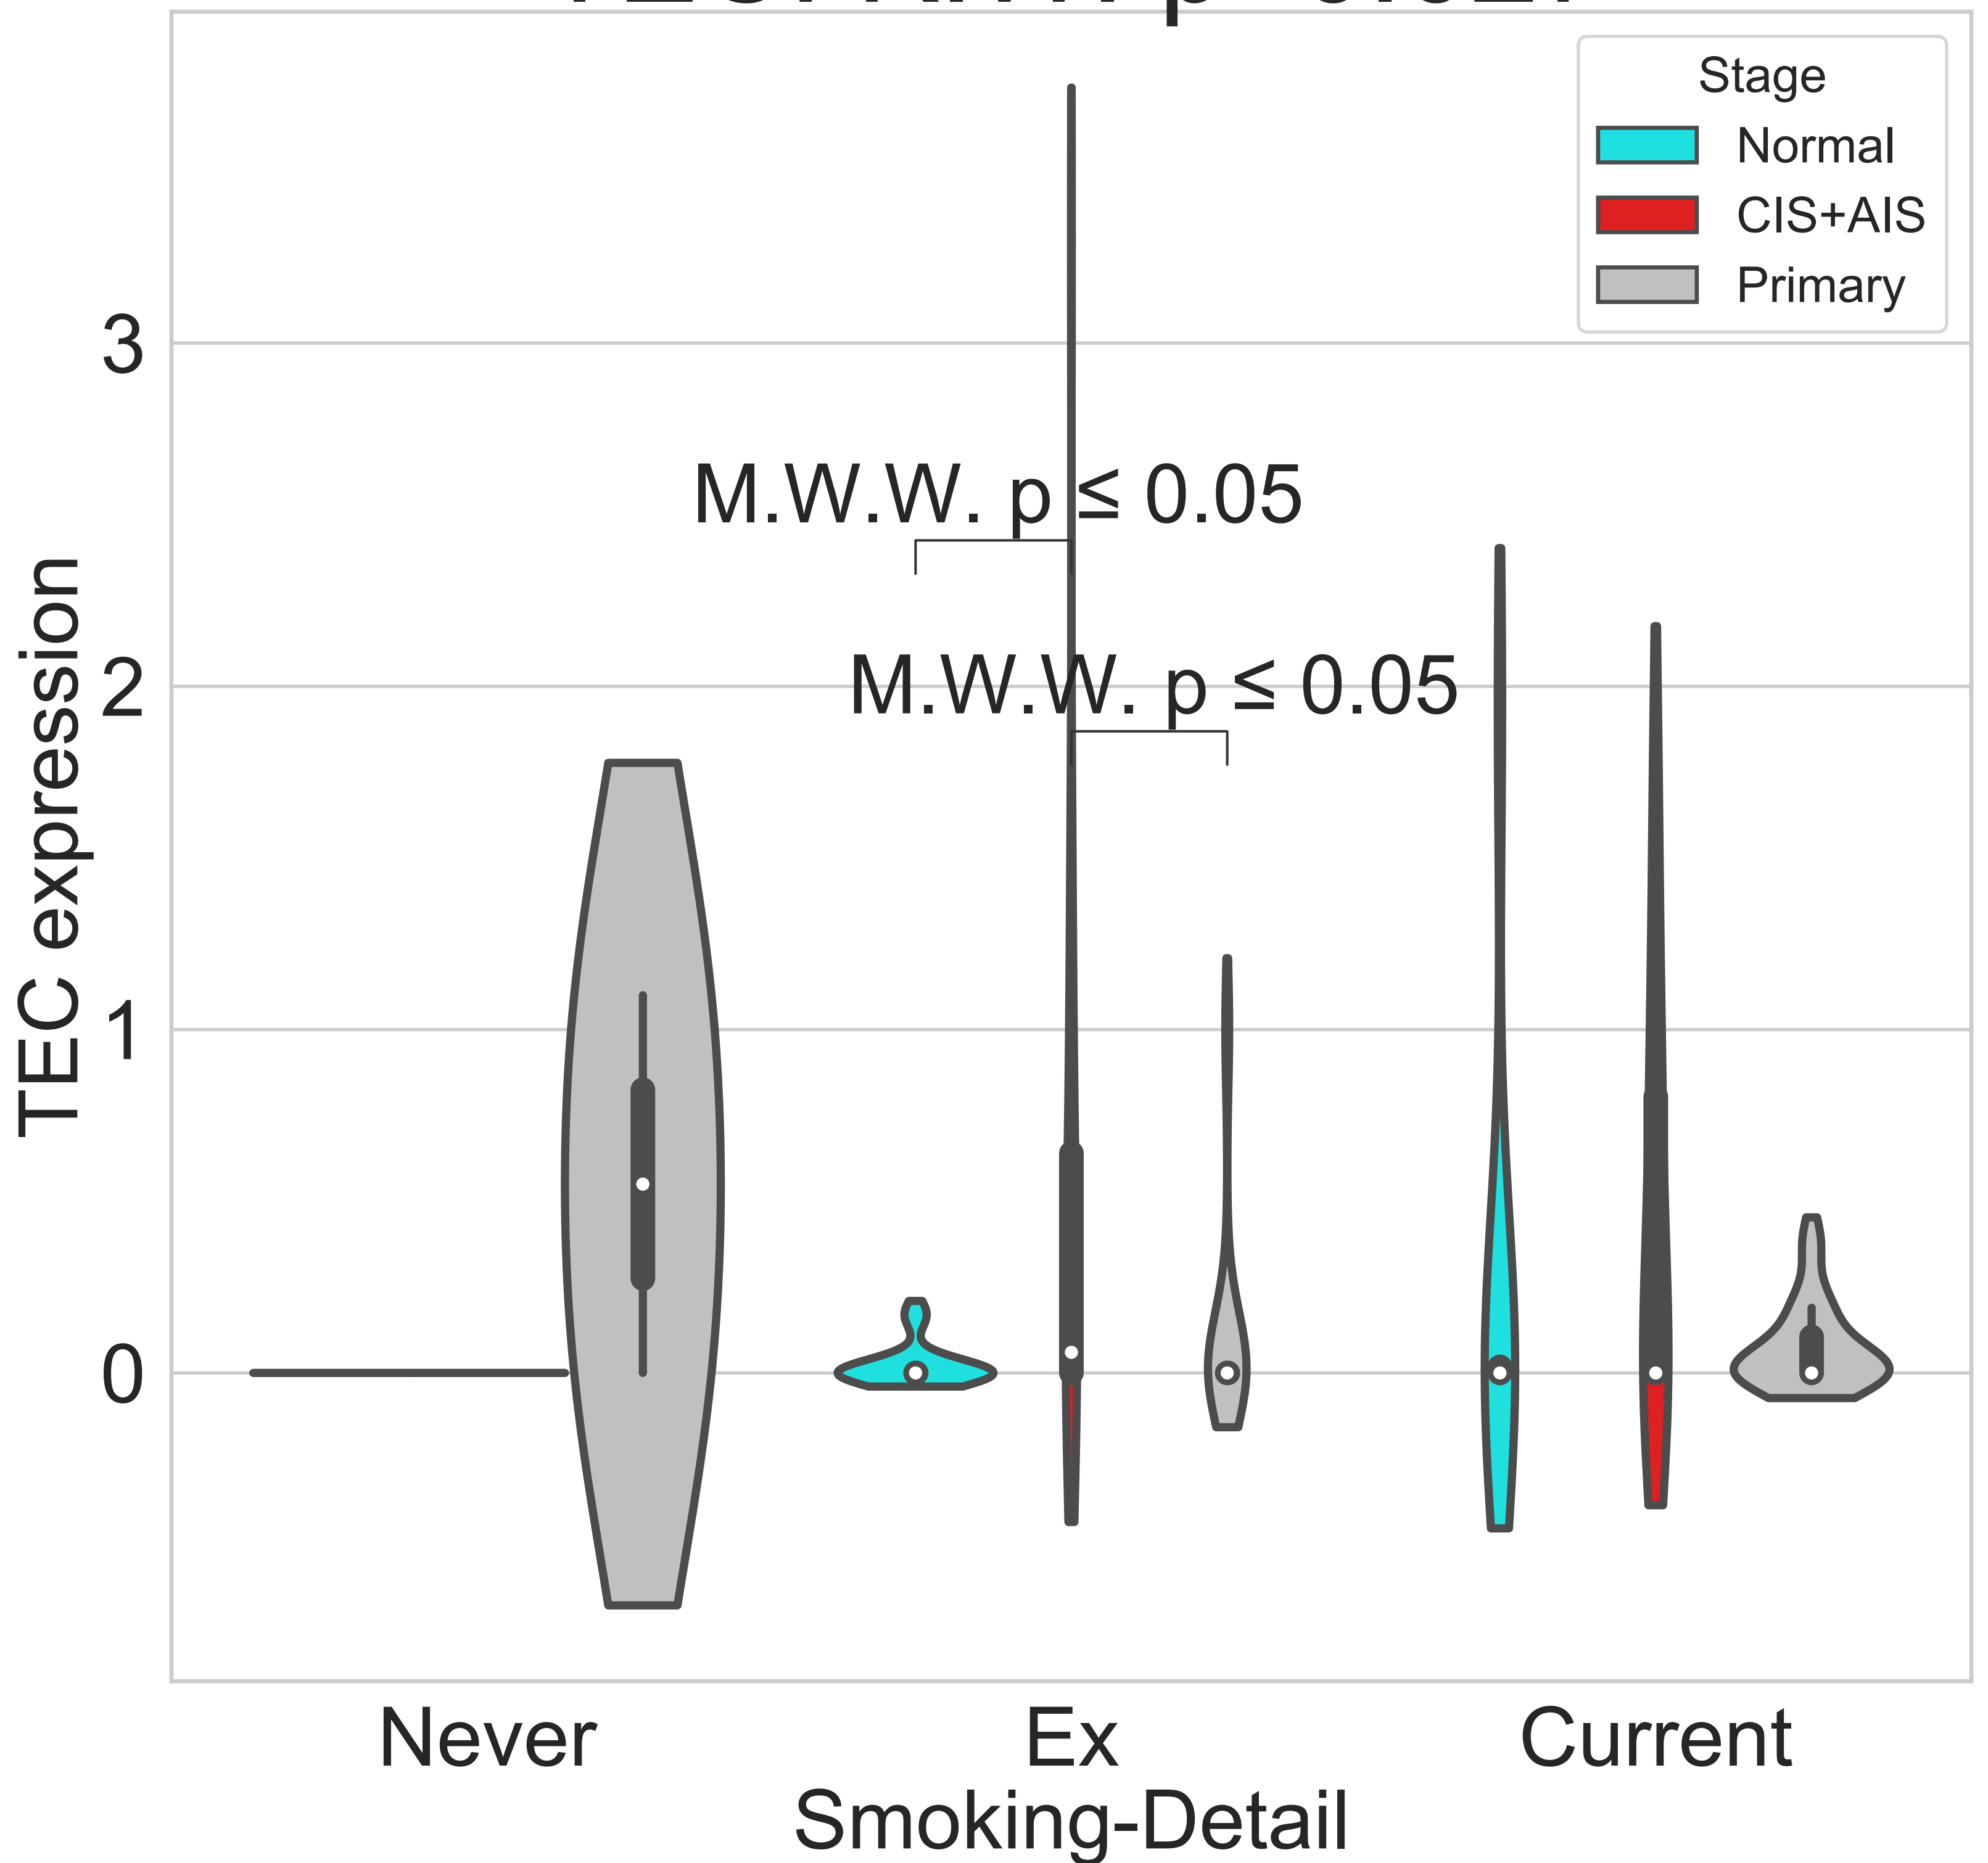 Stage
Normal
CIS+AIS
Primary
3
M.W.W. p ≤ 0.05
2
M.W.W. p ≤ 0.05
1
0
TEC expression
Never
Ex
Current
Smoking-Detail